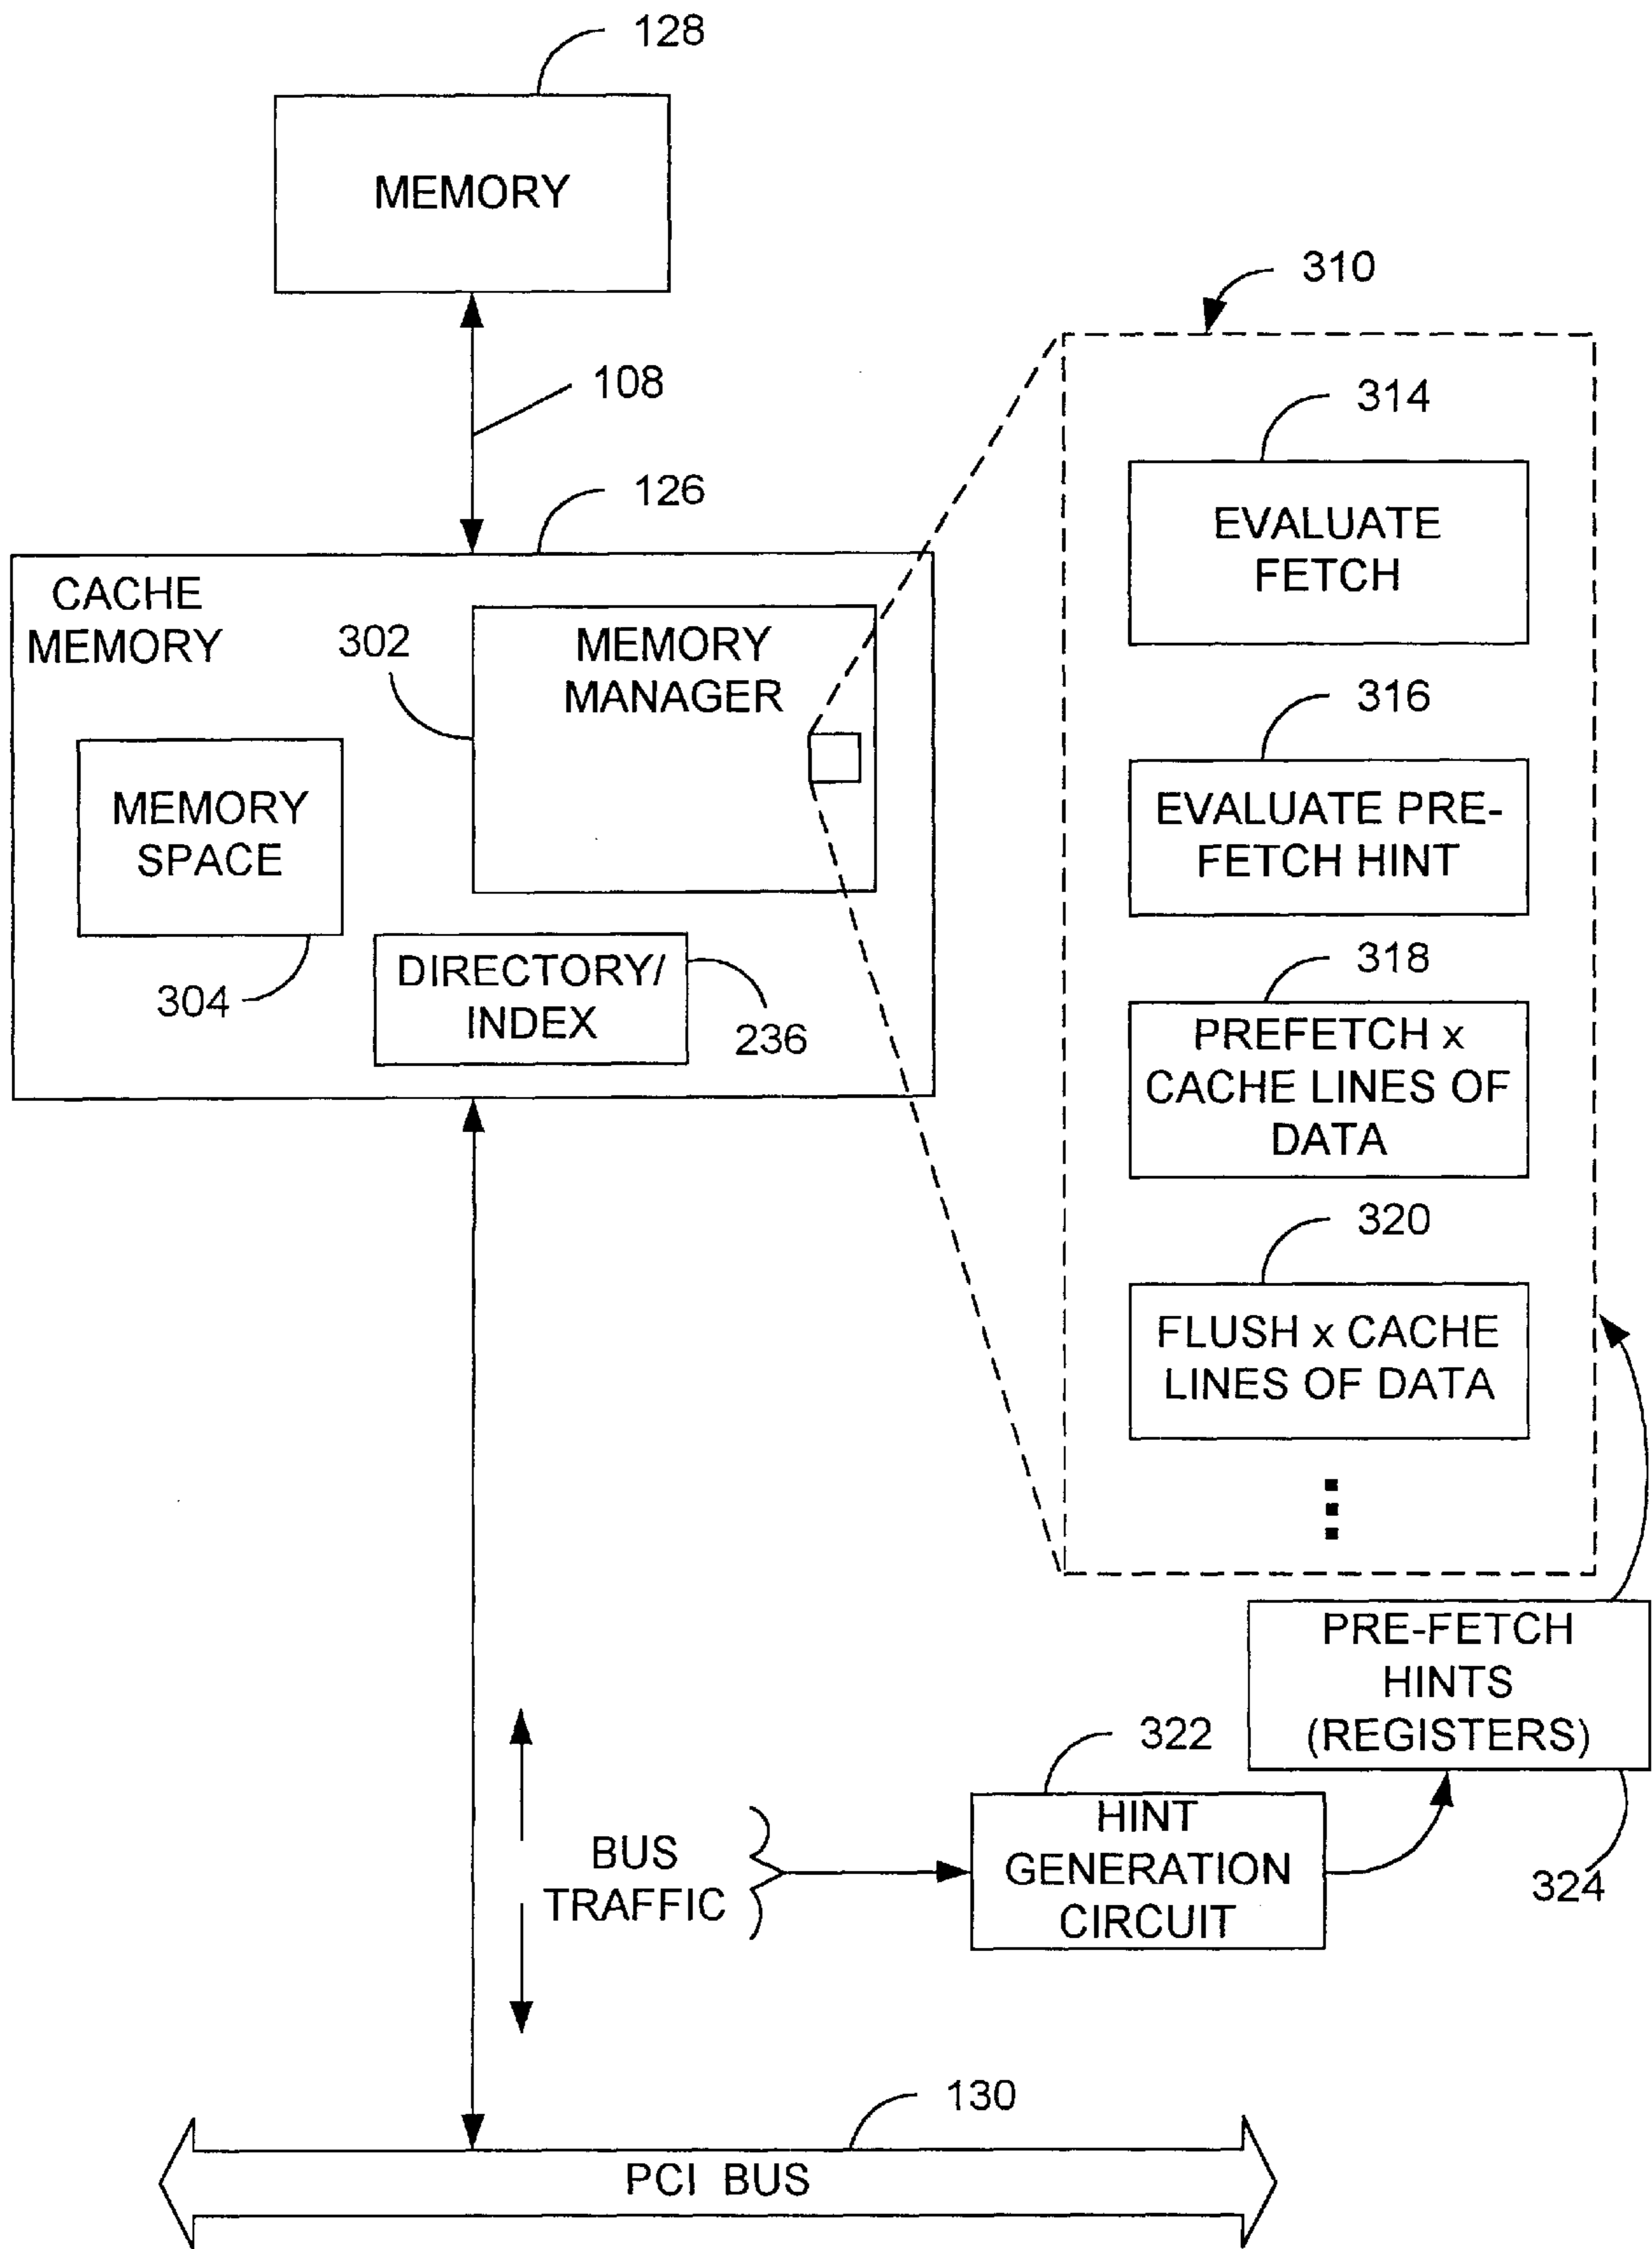 128
MEMORY
310
108
314
EVALUATE
FETCH
126
CACHE
MEMORY
302
MEMORY
MANAGER
316
EVALUATE PRE-
FETCH HINT
MEMORY
SPACE
304
DIRECTORY/
INDEX
236
318
PREFETCH x
CACHE LINES OF
DATA
320
FLUSH x CACHE
LINES OF DATA
PRE-FETCH
HINTS
(REGISTERS)
324
322
HINT
GENERATION
CIRCUIT
BUS
TRAFFIC
130
PCI BUS